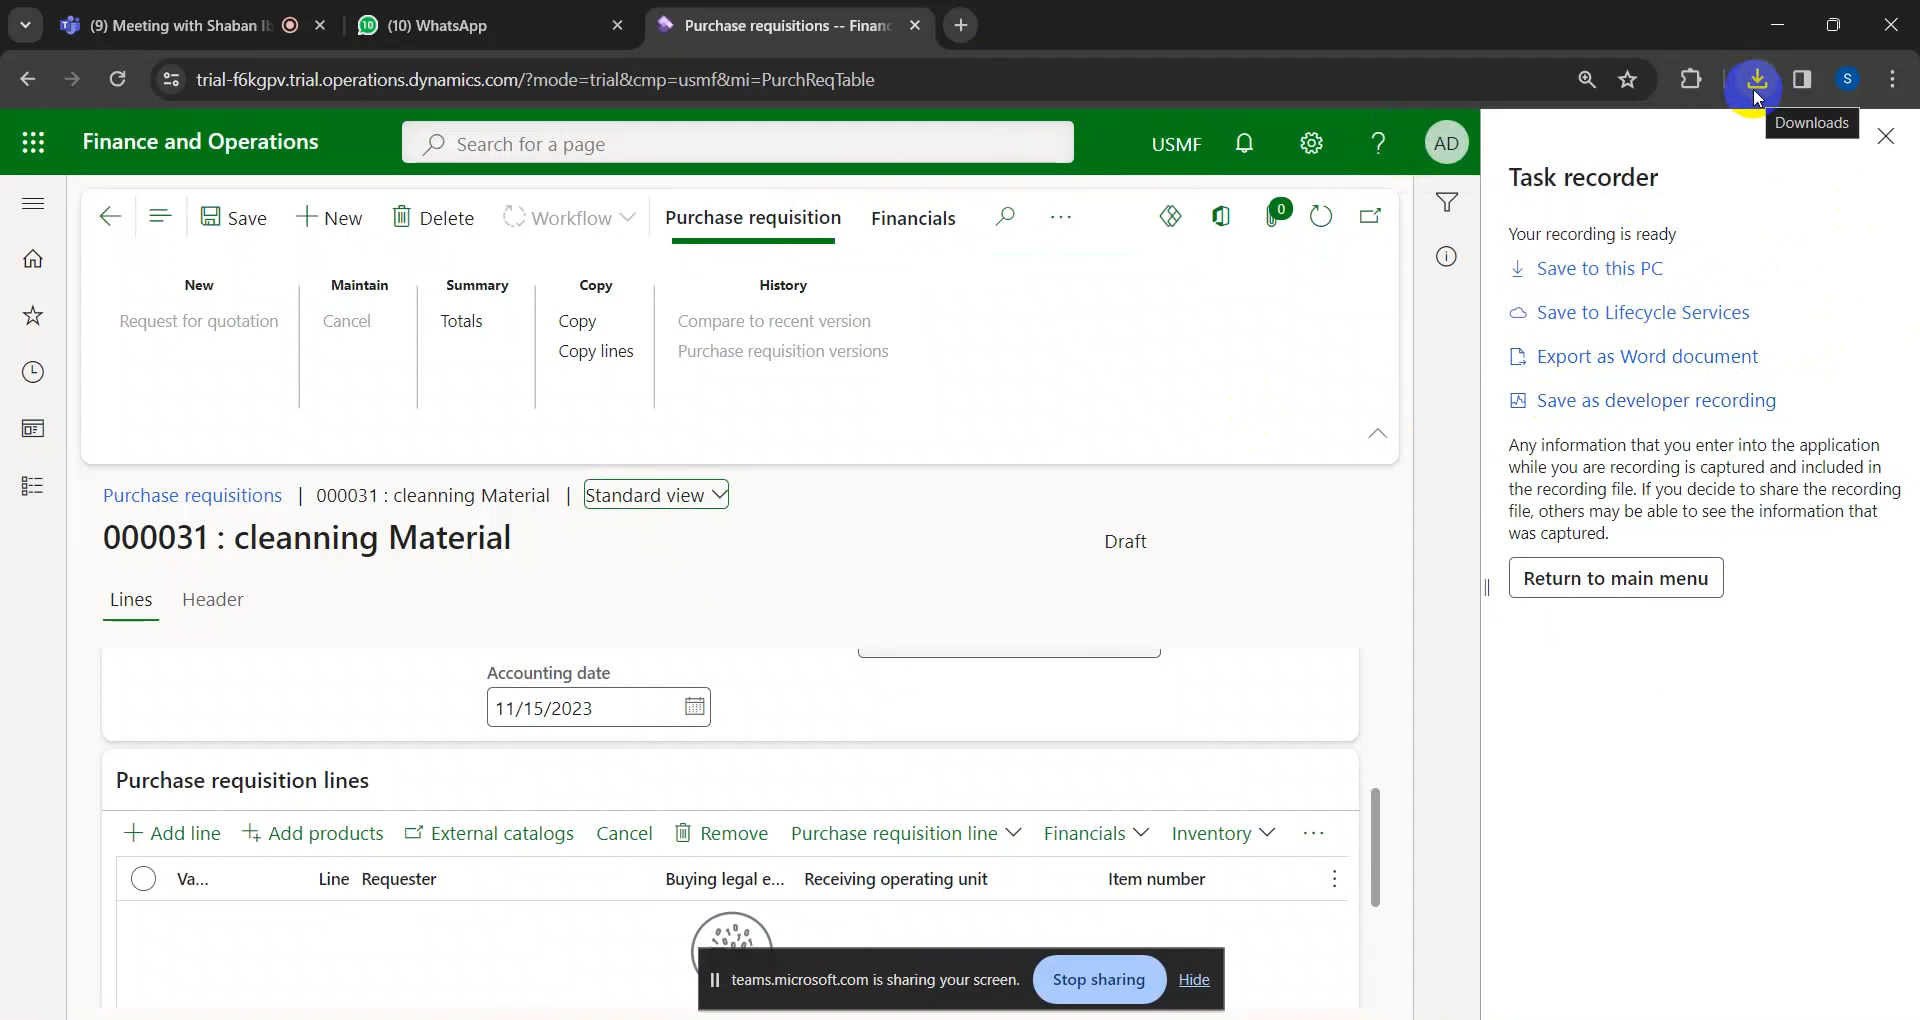 (9) Meeting with Shaban Ib
(10) WhatsApp
Purchase requisitions -- Finan
trial-f6kgpv.trial.operations.dynamics.com/?mode=trial&cmp=usmf&mi=PurchReqTable
S
Downloads
Finance and Operations
Search for a page
USMF
?
AD
Save
New
Delete
Workflow
Purchase requisition
Financials
0
New
Maintain
Summary
Copy
History
Request for quotation
Cancel
Totals
Copy
Compare to recent version
Copy lines
Purchase requisition versions
Purchase requisitions | 000031 : cleanning Material | Standard view
000031 : cleanning Material
Draft
Lines
Header
Accounting date
11/15/2023
Purchase requisition lines
Add line
Add products
External catalogs
Cancel
Remove
Purchase requisition line
Financials
Inventory
Va...
Line
Requester
Buying legal e...
Receiving operating unit
Item number
teams.microsoft.com is sharing your screen.
Stop sharing
Hide
Task recorder
Your recording is ready
Save to this PC
Save to Lifecycle Services
Export as Word document
Save as developer recording
Any information that you enter into the application
while you are recording is captured and included in
the recording file. If you decide to share the recording
file, others may be able to see the information that
was captured.
Return to main menu